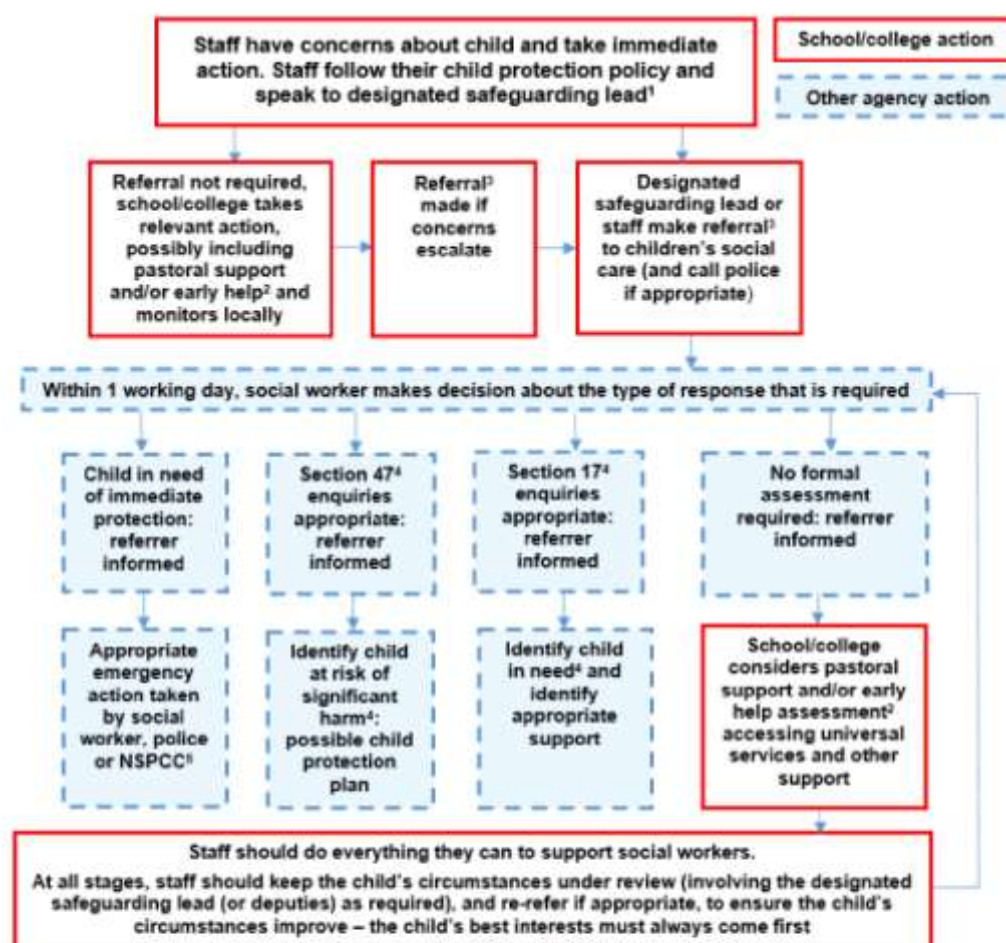 Staff have concerns about child and take immediate
action. Staff follow their child protection policy and
speak to designated safeguarding lead¹
School/college action
Other agency action
Referral not required,
school/college takes
relevant action,
possibly including
pastoral support
and/or early help² and
monitors locally
Referral³
made if
concerns
escalate
Designated
safeguarding lead or
staff make referral³
to children's social
care (and call police
if appropriate)
Within 1 working day, social worker makes decision about the type of response that is required
Child in need
of immediate
protection:
referrer
informed
Section 47⁴
enquiries
appropriate:
referrer
informed
Section 17⁴
enquiries
appropriate:
referrer
informed
No formal
assessment
required: referrer
informed
Appropriate
emergency
action taken
by social
worker, police
or NSPCC⁵
Identify child
at risk of
significant
harm⁴:
possible child
protection
plan
Identify child
in need⁴ and
identify
appropriate
support
School/college
considers pastoral
support and/or early
help assessment²
accessing universal
services and other
support
Staff should do everything they can to support social workers.
At all stages, staff should keep the child's circumstances under review (involving the designated
safeguarding lead (or deputies) as required), and re-refer if appropriate, to ensure the child's
circumstances improve – the child's best interests must always come first